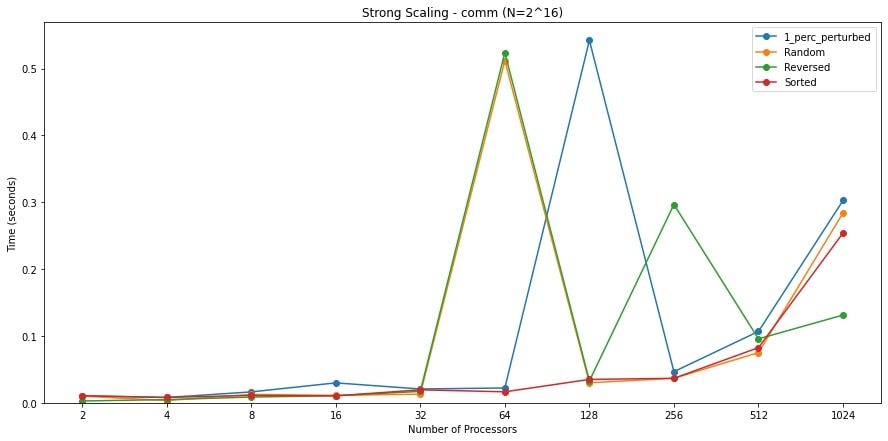 Strong Scaling - comm (N=2^16)
1_perc_perturbed
Random
Reversed
Sorted
Time (seconds)
0.5
0.4
0.3
0.2
0.1
0.0
2 4 8 16 32 64 128 256 512 1024
Number of Processors